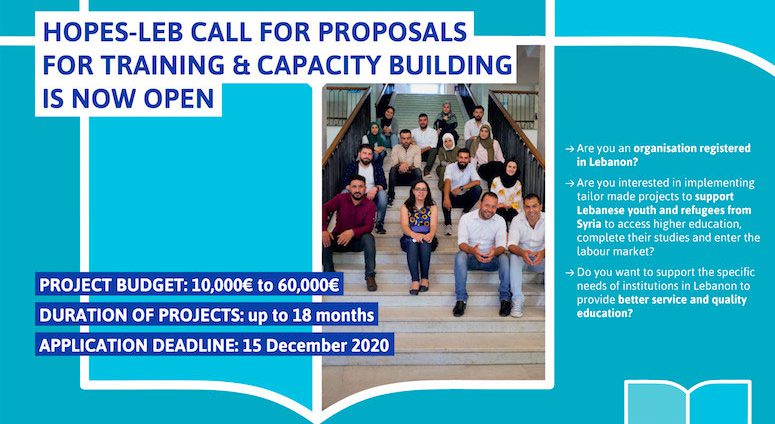 HOPES-LEB CALL FOR PROPOSALS
FOR TRAINING & CAPACITY BUILDING
IS NOW OPEN
PROJECT BUDGET: 10,000€ to 60,000€
DURATION OF PROJECTS: up to 18 months
APPLICATION DEADLINE: 15 December 2020
→ Are you an organisation registered
in Lebanon?
→ Are you interested in implementing
tailor made projects to support
Lebanese youth and refugees from
Syria to access higher education,
complete their studies and enter the
labour market?
→ Do you want to support the specific
needs of institutions in Lebanon to
provide better service and quality
education?